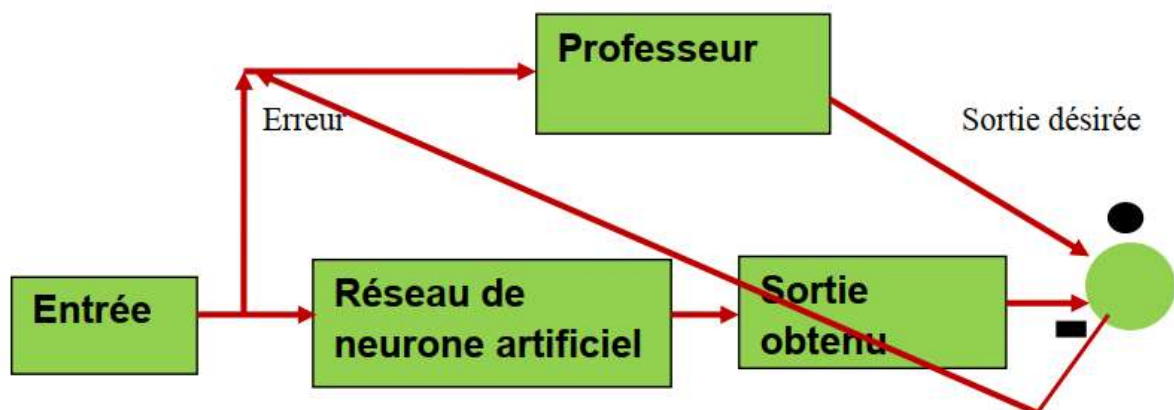 Professeur
Erreur
Sortie désirée
Entrée
Réseau de
neurone artificiel
Sortie
obtenu